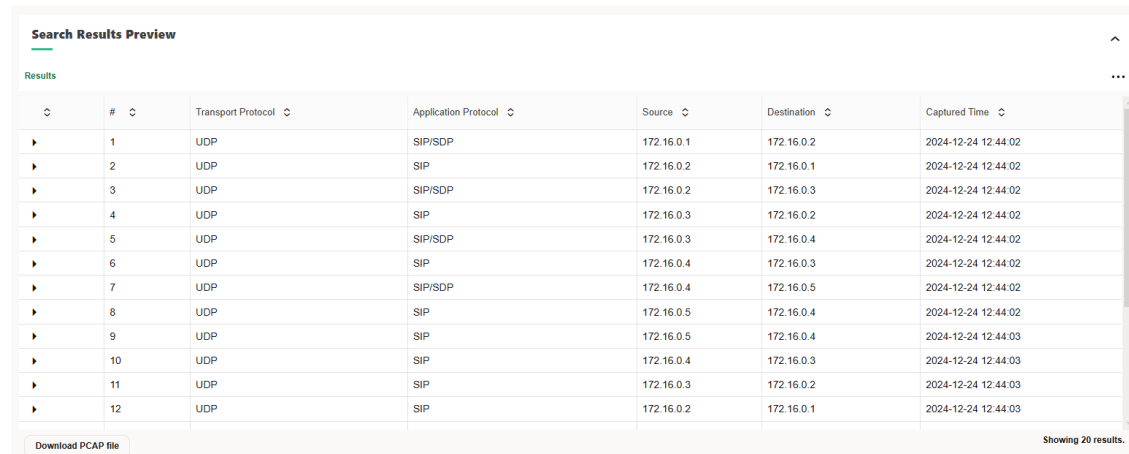 Search Results Preview
Results
# Transport Protocol Application Protocol Source Destination Captured Time
1 UDP SIP/SDP 172.16.0.1 172.16.0.2 2024-12-24 12:44:02
2 UDP SIP 172.16.0.2 172.16.0.1 2024-12-24 12:44:02
3 UDP SIP/SDP 172.16.0.2 172.16.0.3 2024-12-24 12:44:02
4 UDP SIP 172.16.0.3 172.16.0.2 2024-12-24 12:44:02
5 UDP SIP/SDP 172.16.0.3 172.16.0.4 2024-12-24 12:44:02
6 UDP SIP 172.16.0.4 172.16.0.3 2024-12-24 12:44:02
7 UDP SIP/SDP 172.16.0.4 172.16.0.5 2024-12-24 12:44:02
8 UDP SIP 172.16.0.5 172.16.0.4 2024-12-24 12:44:02
9 UDP SIP 172.16.0.5 172.16.0.4 2024-12-24 12:44:03
10 UDP SIP 172.16.0.4 172.16.0.3 2024-12-24 12:44:03
11 UDP SIP 172.16.0.3 172.16.0.2 2024-12-24 12:44:03
12 UDP SIP 172.16.0.2 172.16.0.1 2024-12-24 12:44:03
Download PCAP file Showing 20 results.